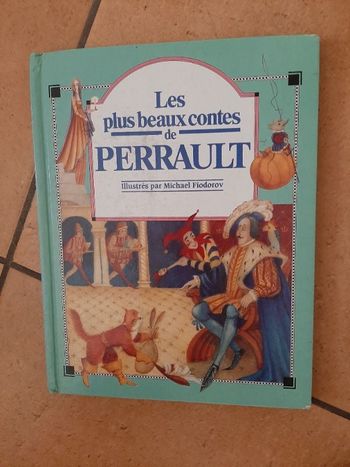 Les
plus beaux contes
de
PERRAULT
Illustrés par Michael Fiodorov